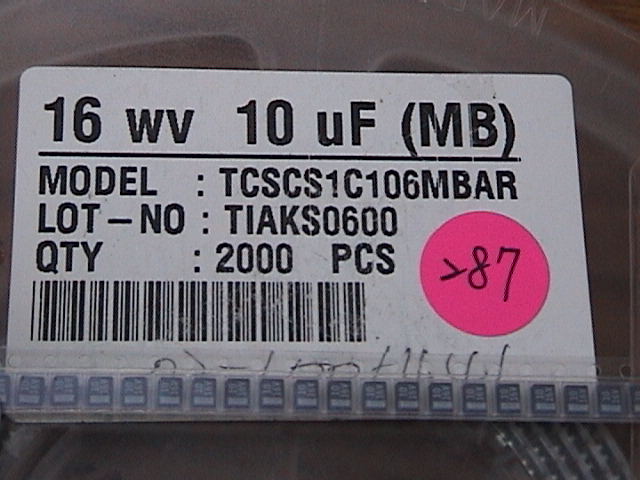 16 WV 10 uF (MB)
MODEL : TCSCS1C106MBAR
LOT-NO : TIAKS0600
QTY : 2000 PCS
>87